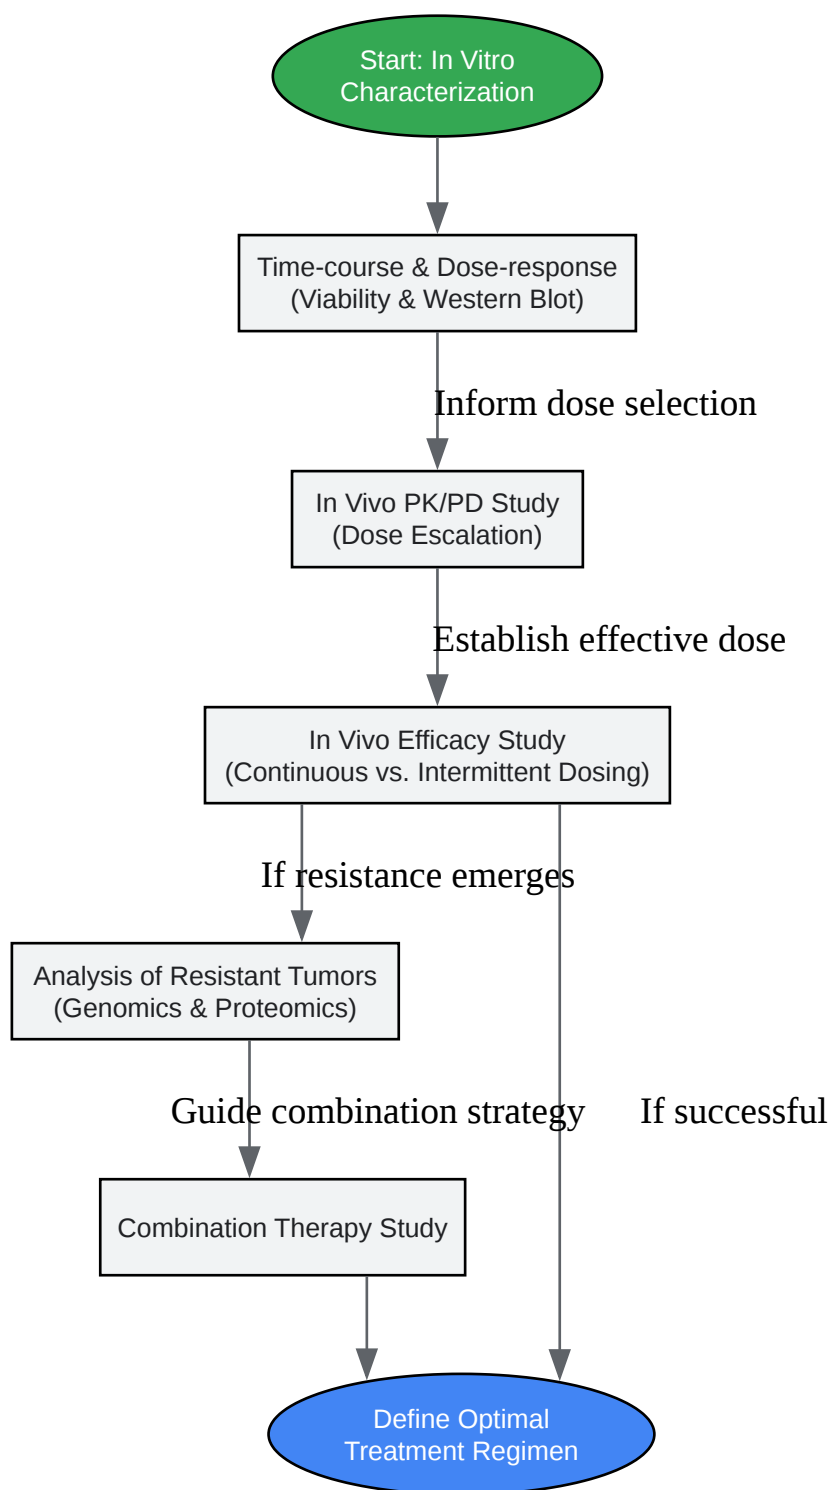 Start: In Vitro
Characterization
Time-course & Dose-response
(Viability & Western Blot)
Inform dose selection
In Vivo PK/PD Study
(Dose Escalation)
Establish effective dose
In Vivo Efficacy Study
(Continuous vs. Intermittent Dosing)
If resistance emerges
Analysis of Resistant Tumors
(Genomics & Proteomics)
Guide combination strategy
If successful
Combination Therapy Study
Define Optimal
Treatment Regimen